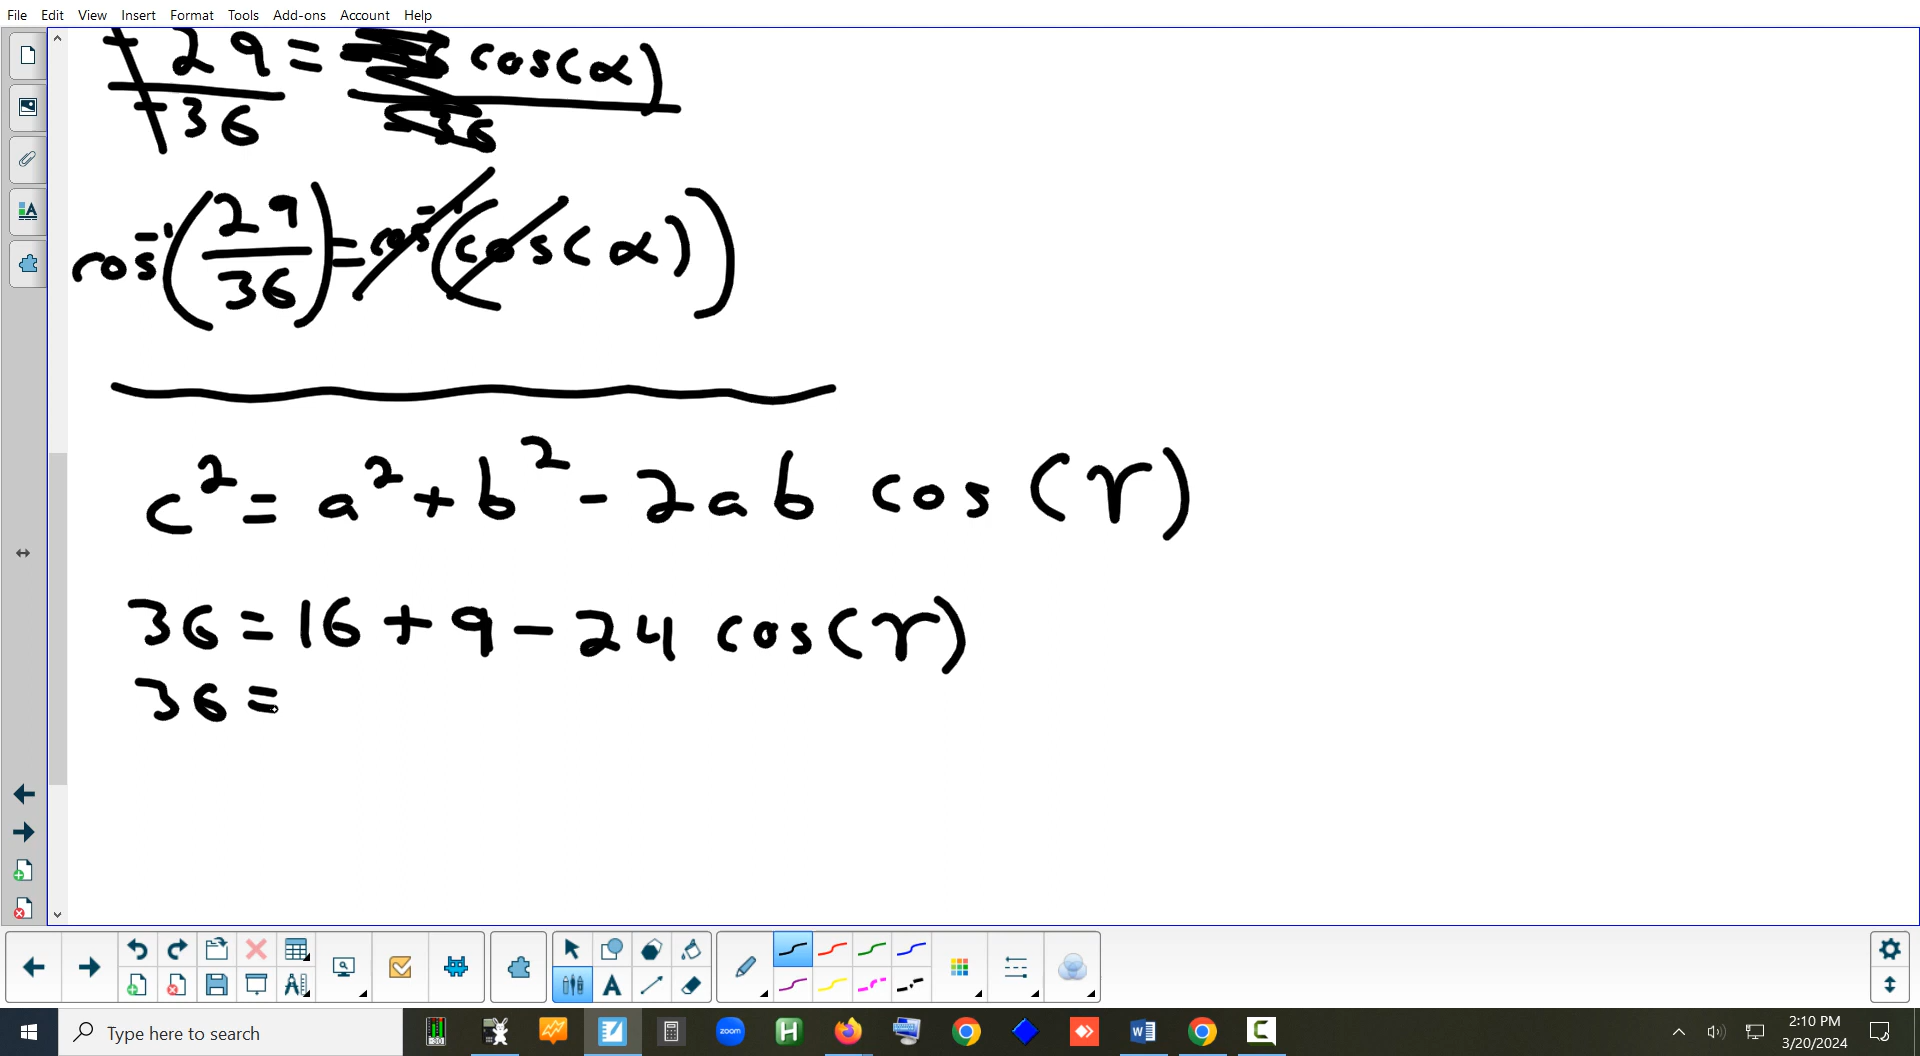 File Edit View Insert Format Tools Add-ons Account Help
-29 = cos(α)
-36 -36
cos⁻¹(29/36) = cos⁻¹(cos(α))
c² = a² + b² - 2ab cos(γ)
36 = 16 + 9 - 24 cos(γ)
36 =
Type here to search
zoom
2:10 PM
3/20/2024